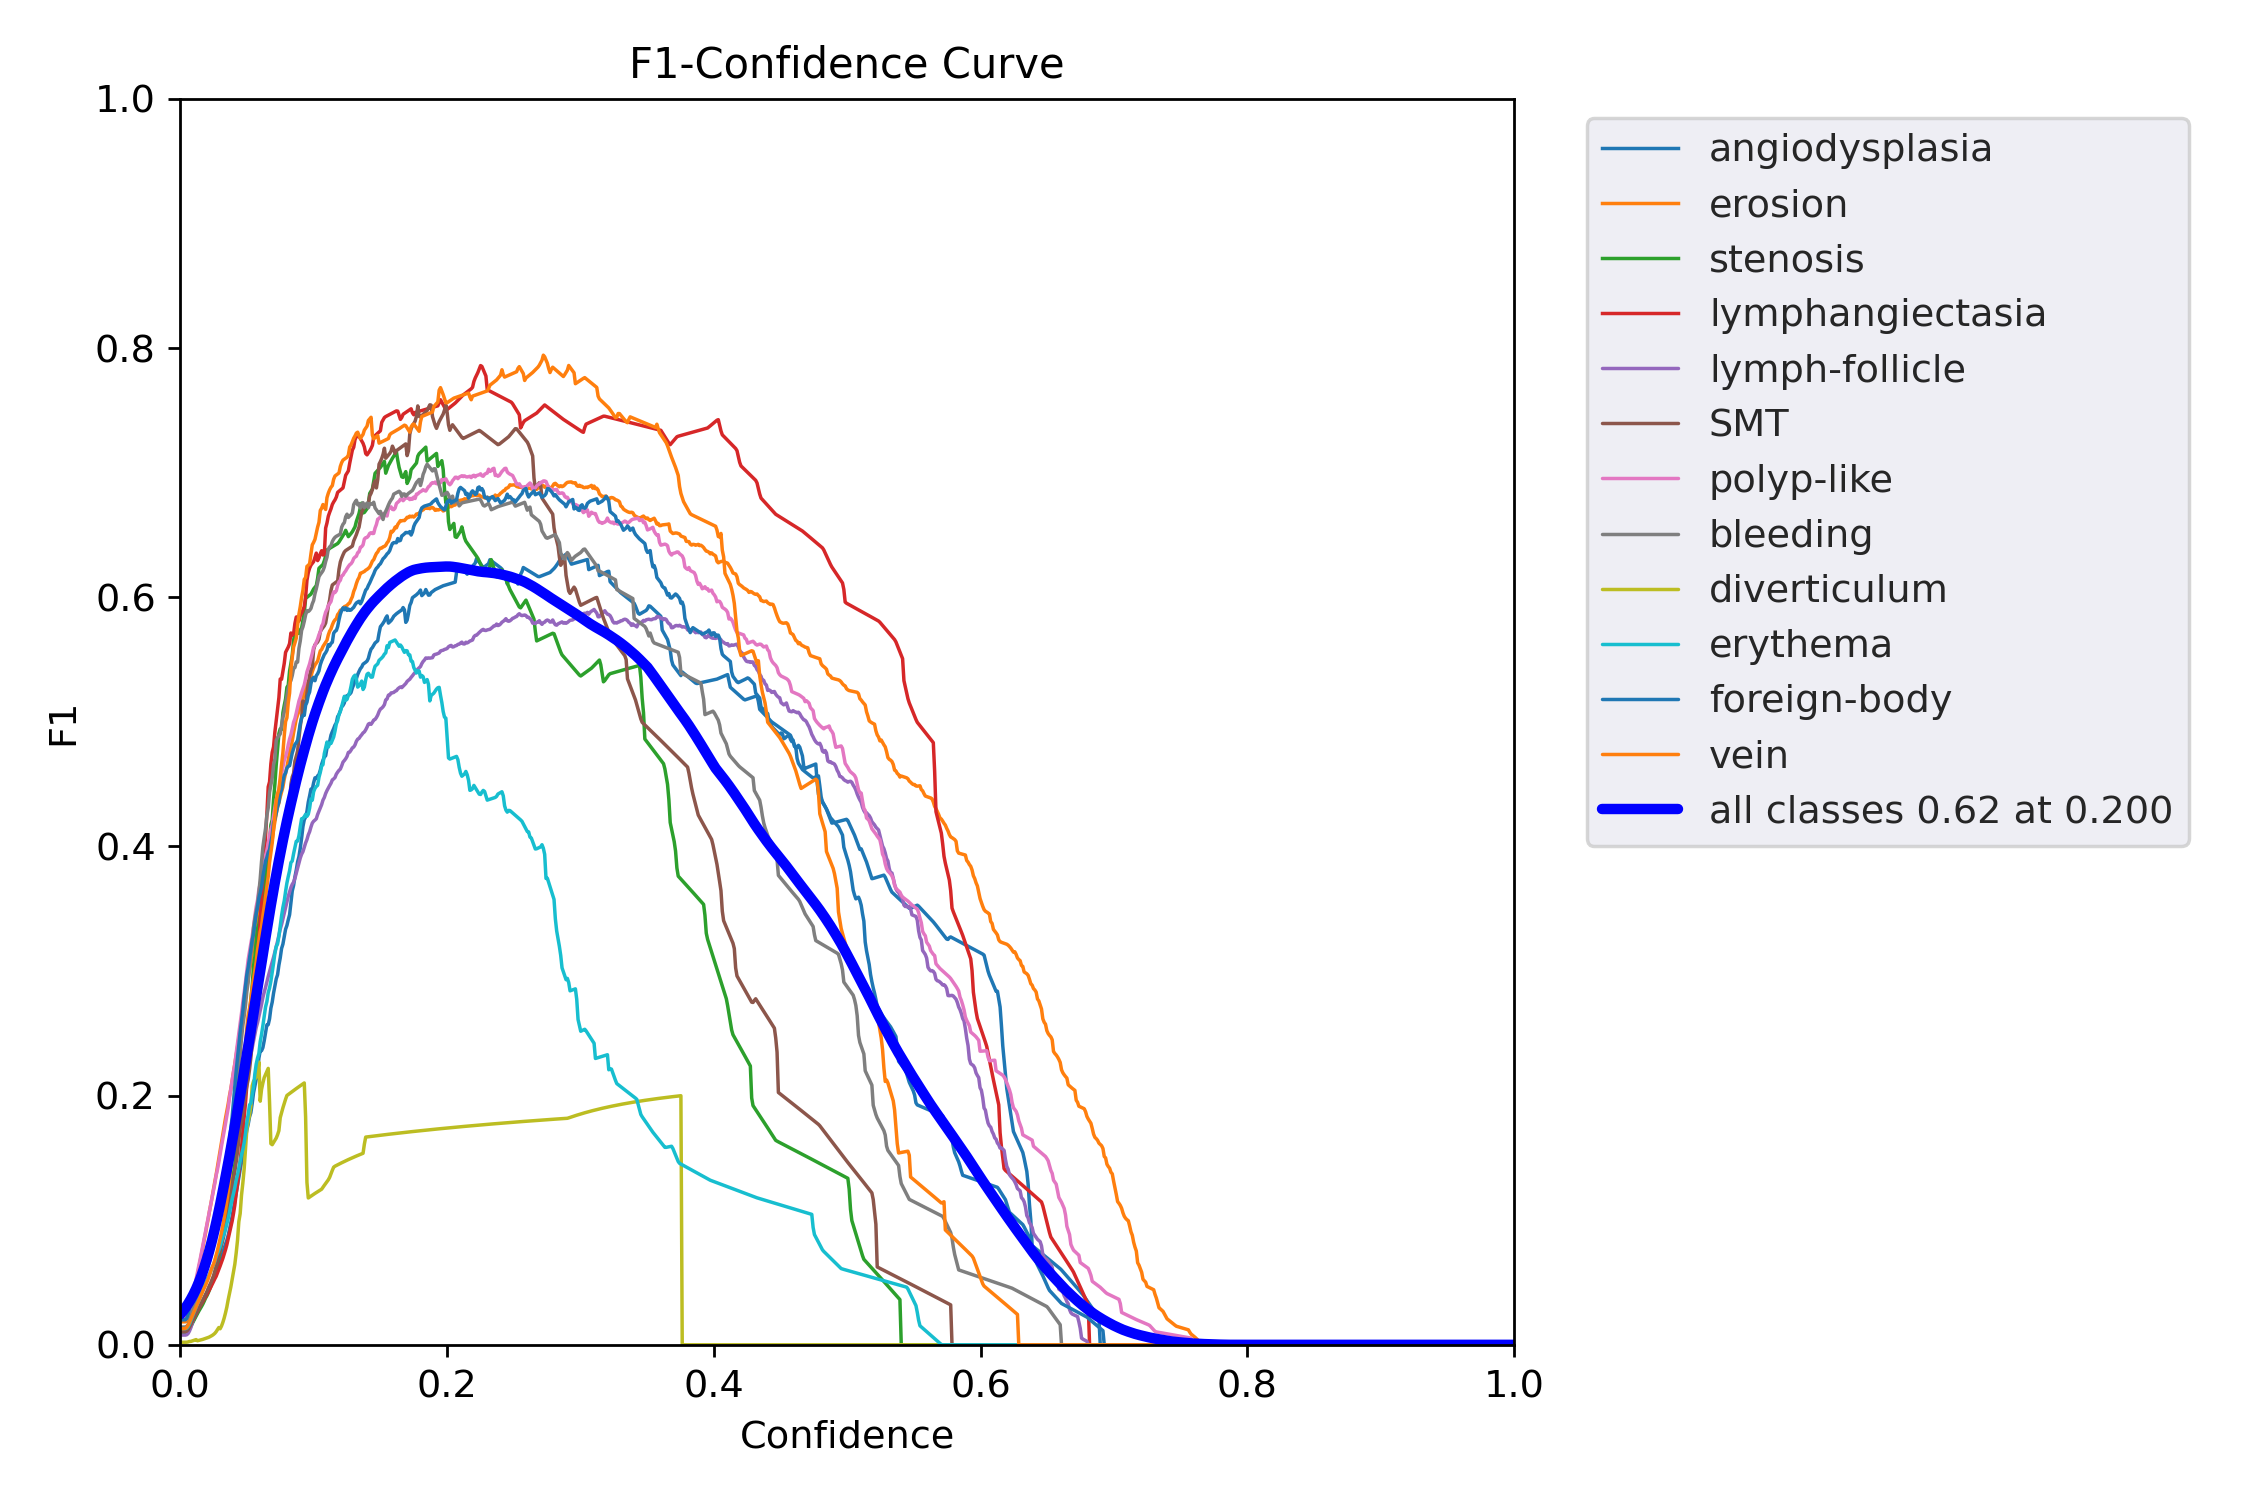 F1-Confidence Curve
1.0
0.8
0.6
0.4
0.2
0.0
F1
0.0 0.2 0.4 0.6 0.8 1.0
Confidence
angiodysplasia
erosion
stenosis
lymphangiectasia
lymph-follicle
SMT
polyp-like
bleeding
diverticulum
erythema
foreign-body
vein
all classes 0.62 at 0.200